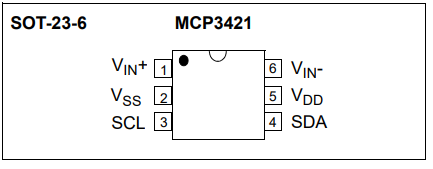 SOT-23-6 MCP3421
VIN+ 1 6 VIN-
VSS 2 5 VDD
SCL 3 4 SDA